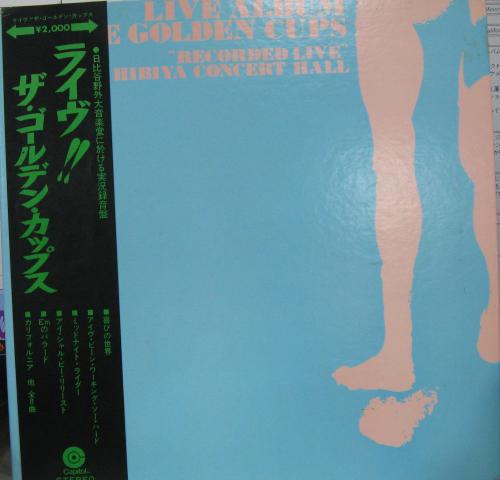 ライヴ ザ・ゴールデン・カップス
¥2,000
●日比谷野外大音楽堂に於ける実況録音盤
ライヴ!!
ザ・ゴールデン・カップス
■喜びの世界
■アイヴ・ビーン・ワーキング・ソー・ハード
■ミッドナイト・ライダー
■アイ・シャル・ビー・リリースト
■Emのバラード
■カリフォルニア 他 全8曲
Capitol
STEREO
LIVE ALBUM
E GOLDEN CUPS
"RECORDED LIVE"
HIBIYA CONCERT HALL